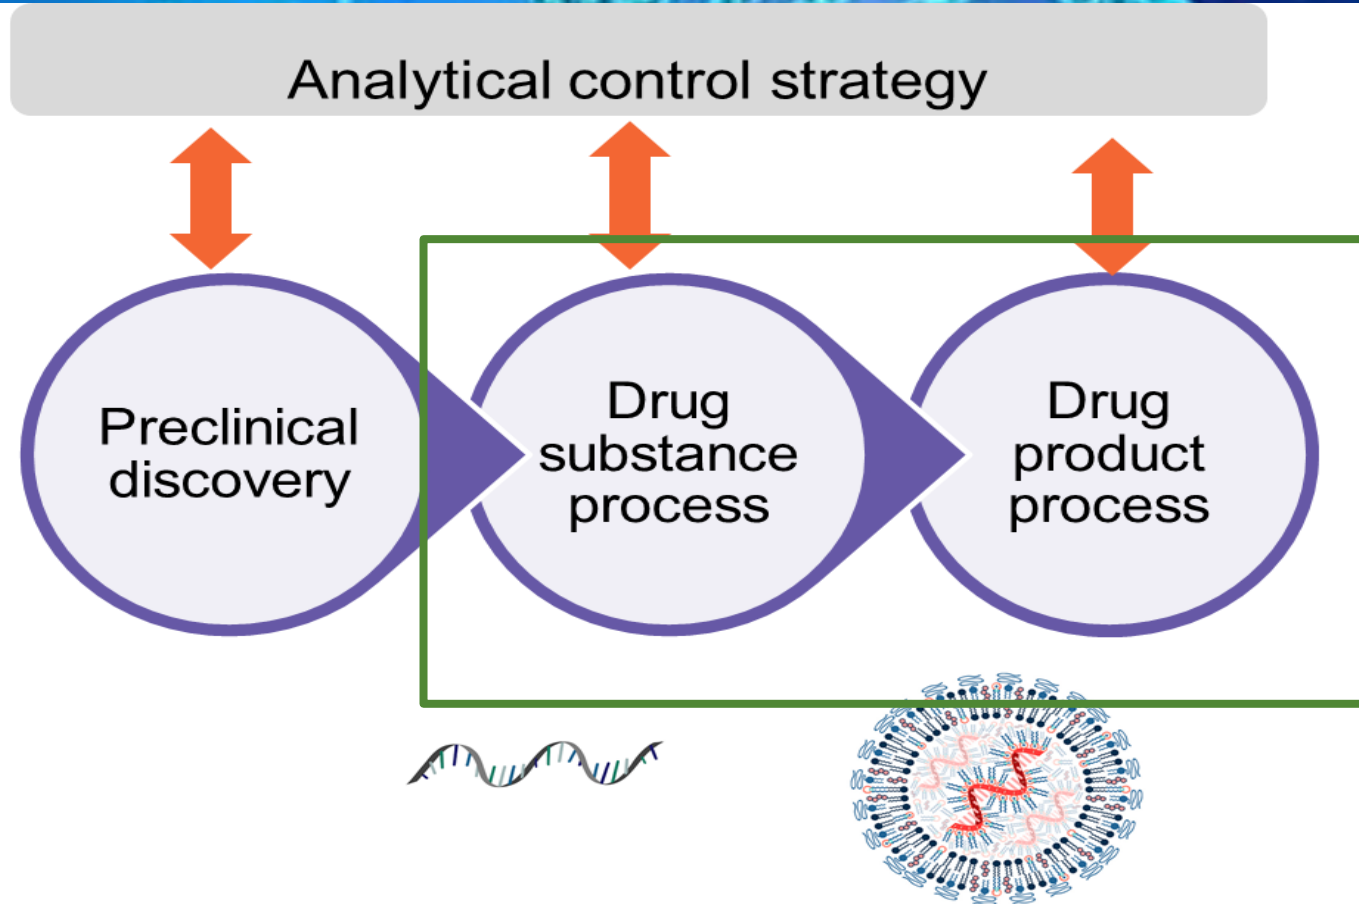 Analytical control strategy
Preclinical
discovery
Drug
substance
process
Drug
product
process